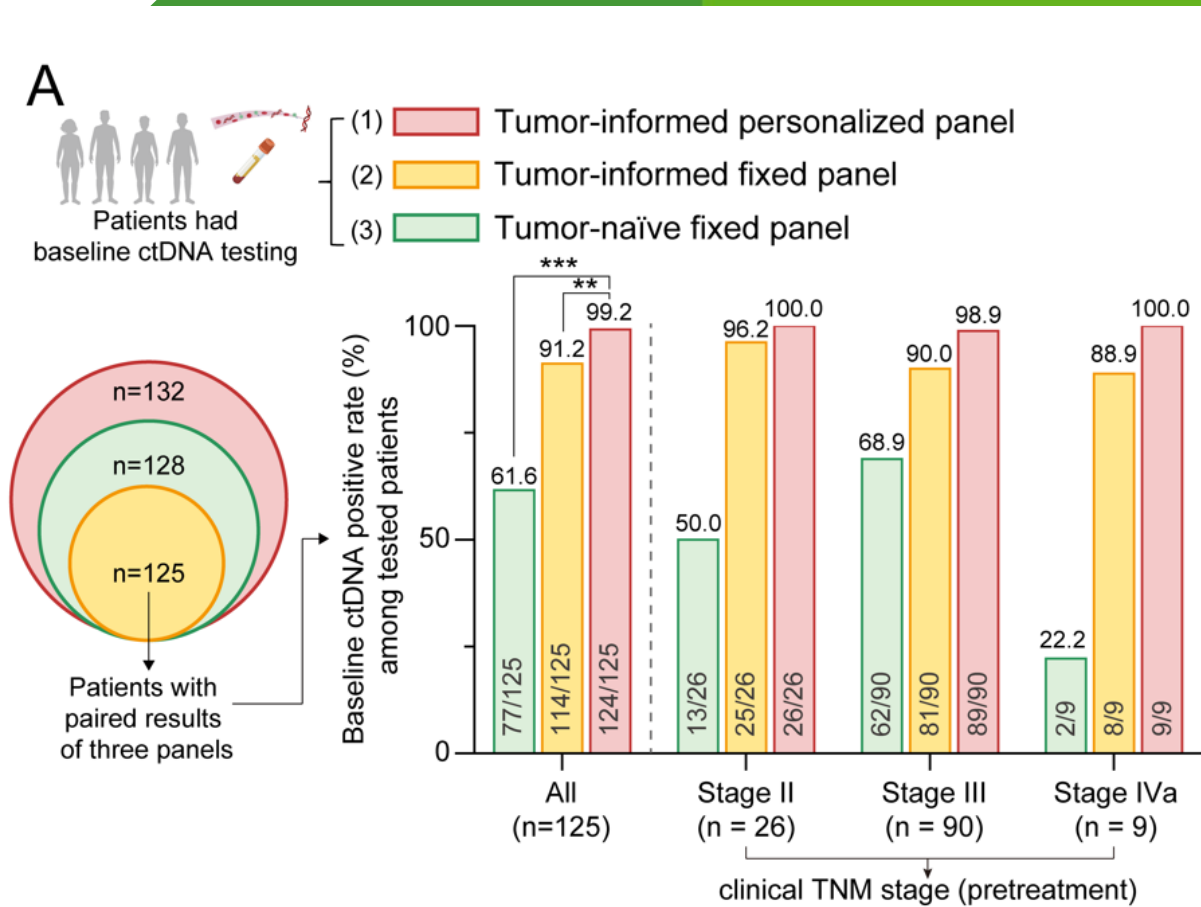 A
Patients had
baseline ctDNA testing
(1) Tumor-informed personalized panel
(2) Tumor-informed fixed panel
(3) Tumor-naïve fixed panel
n=132
n=128
n=125
Patients with
paired results
of three panels
Baseline ctDNA positive rate (%)
among tested patients
100
50
0
***
**
61.6
91.2
99.2
50.0
96.2
100.0
68.9
90.0
98.9
22.2
88.9
100.0
77/125
114/125
124/125
13/26
25/26
26/26
62/90
81/90
89/90
2/9
8/9
9/9
All
(n=125)
Stage II
(n = 26)
Stage III
(n = 90)
Stage IVa
(n = 9)
clinical TNM stage (pretreatment)